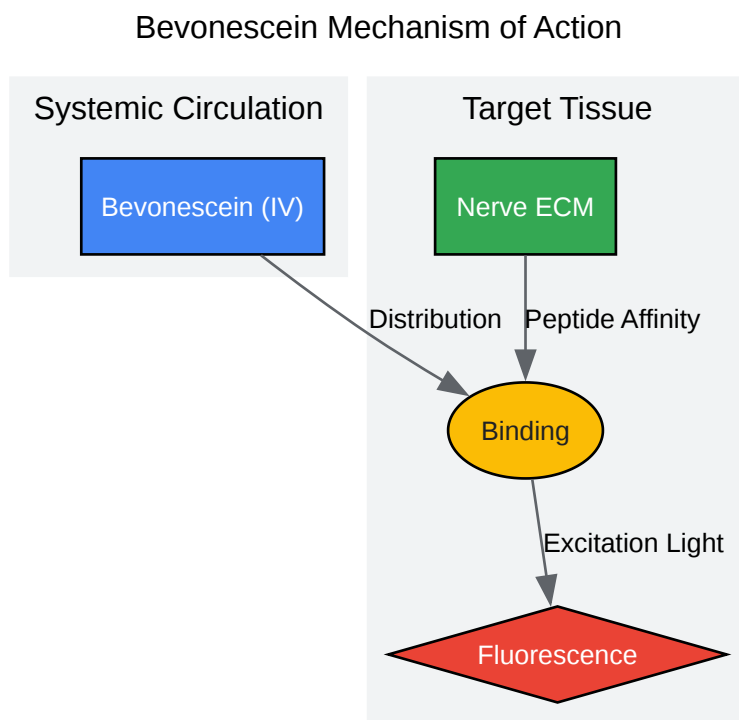 Bevonescein Mechanism of Action
Systemic Circulation
Target Tissue
Bevonescein (IV)
Nerve ECM
Distribution
Peptide Affinity
Binding
Excitation Light
Fluorescence